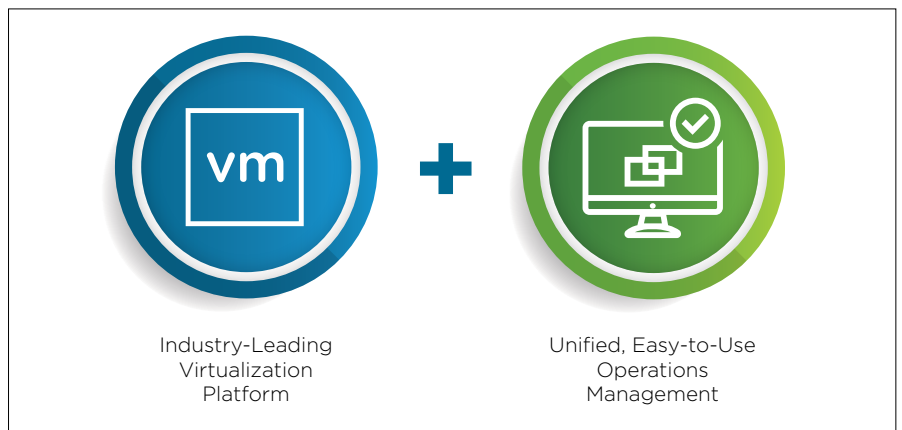 vm
Industry-Leading
Virtualization
Platform
Unified, Easy-to-Use
Operations
Management